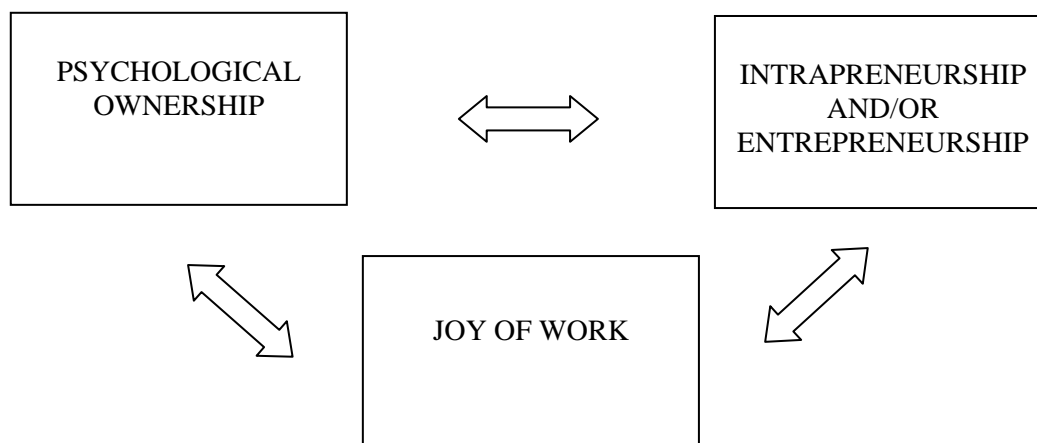 PSYCHOLOGICAL
OWNERSHIP
INTRAPRENEURSHIP
AND/OR
ENTREPRENEURSHIP
JOY OF WORK